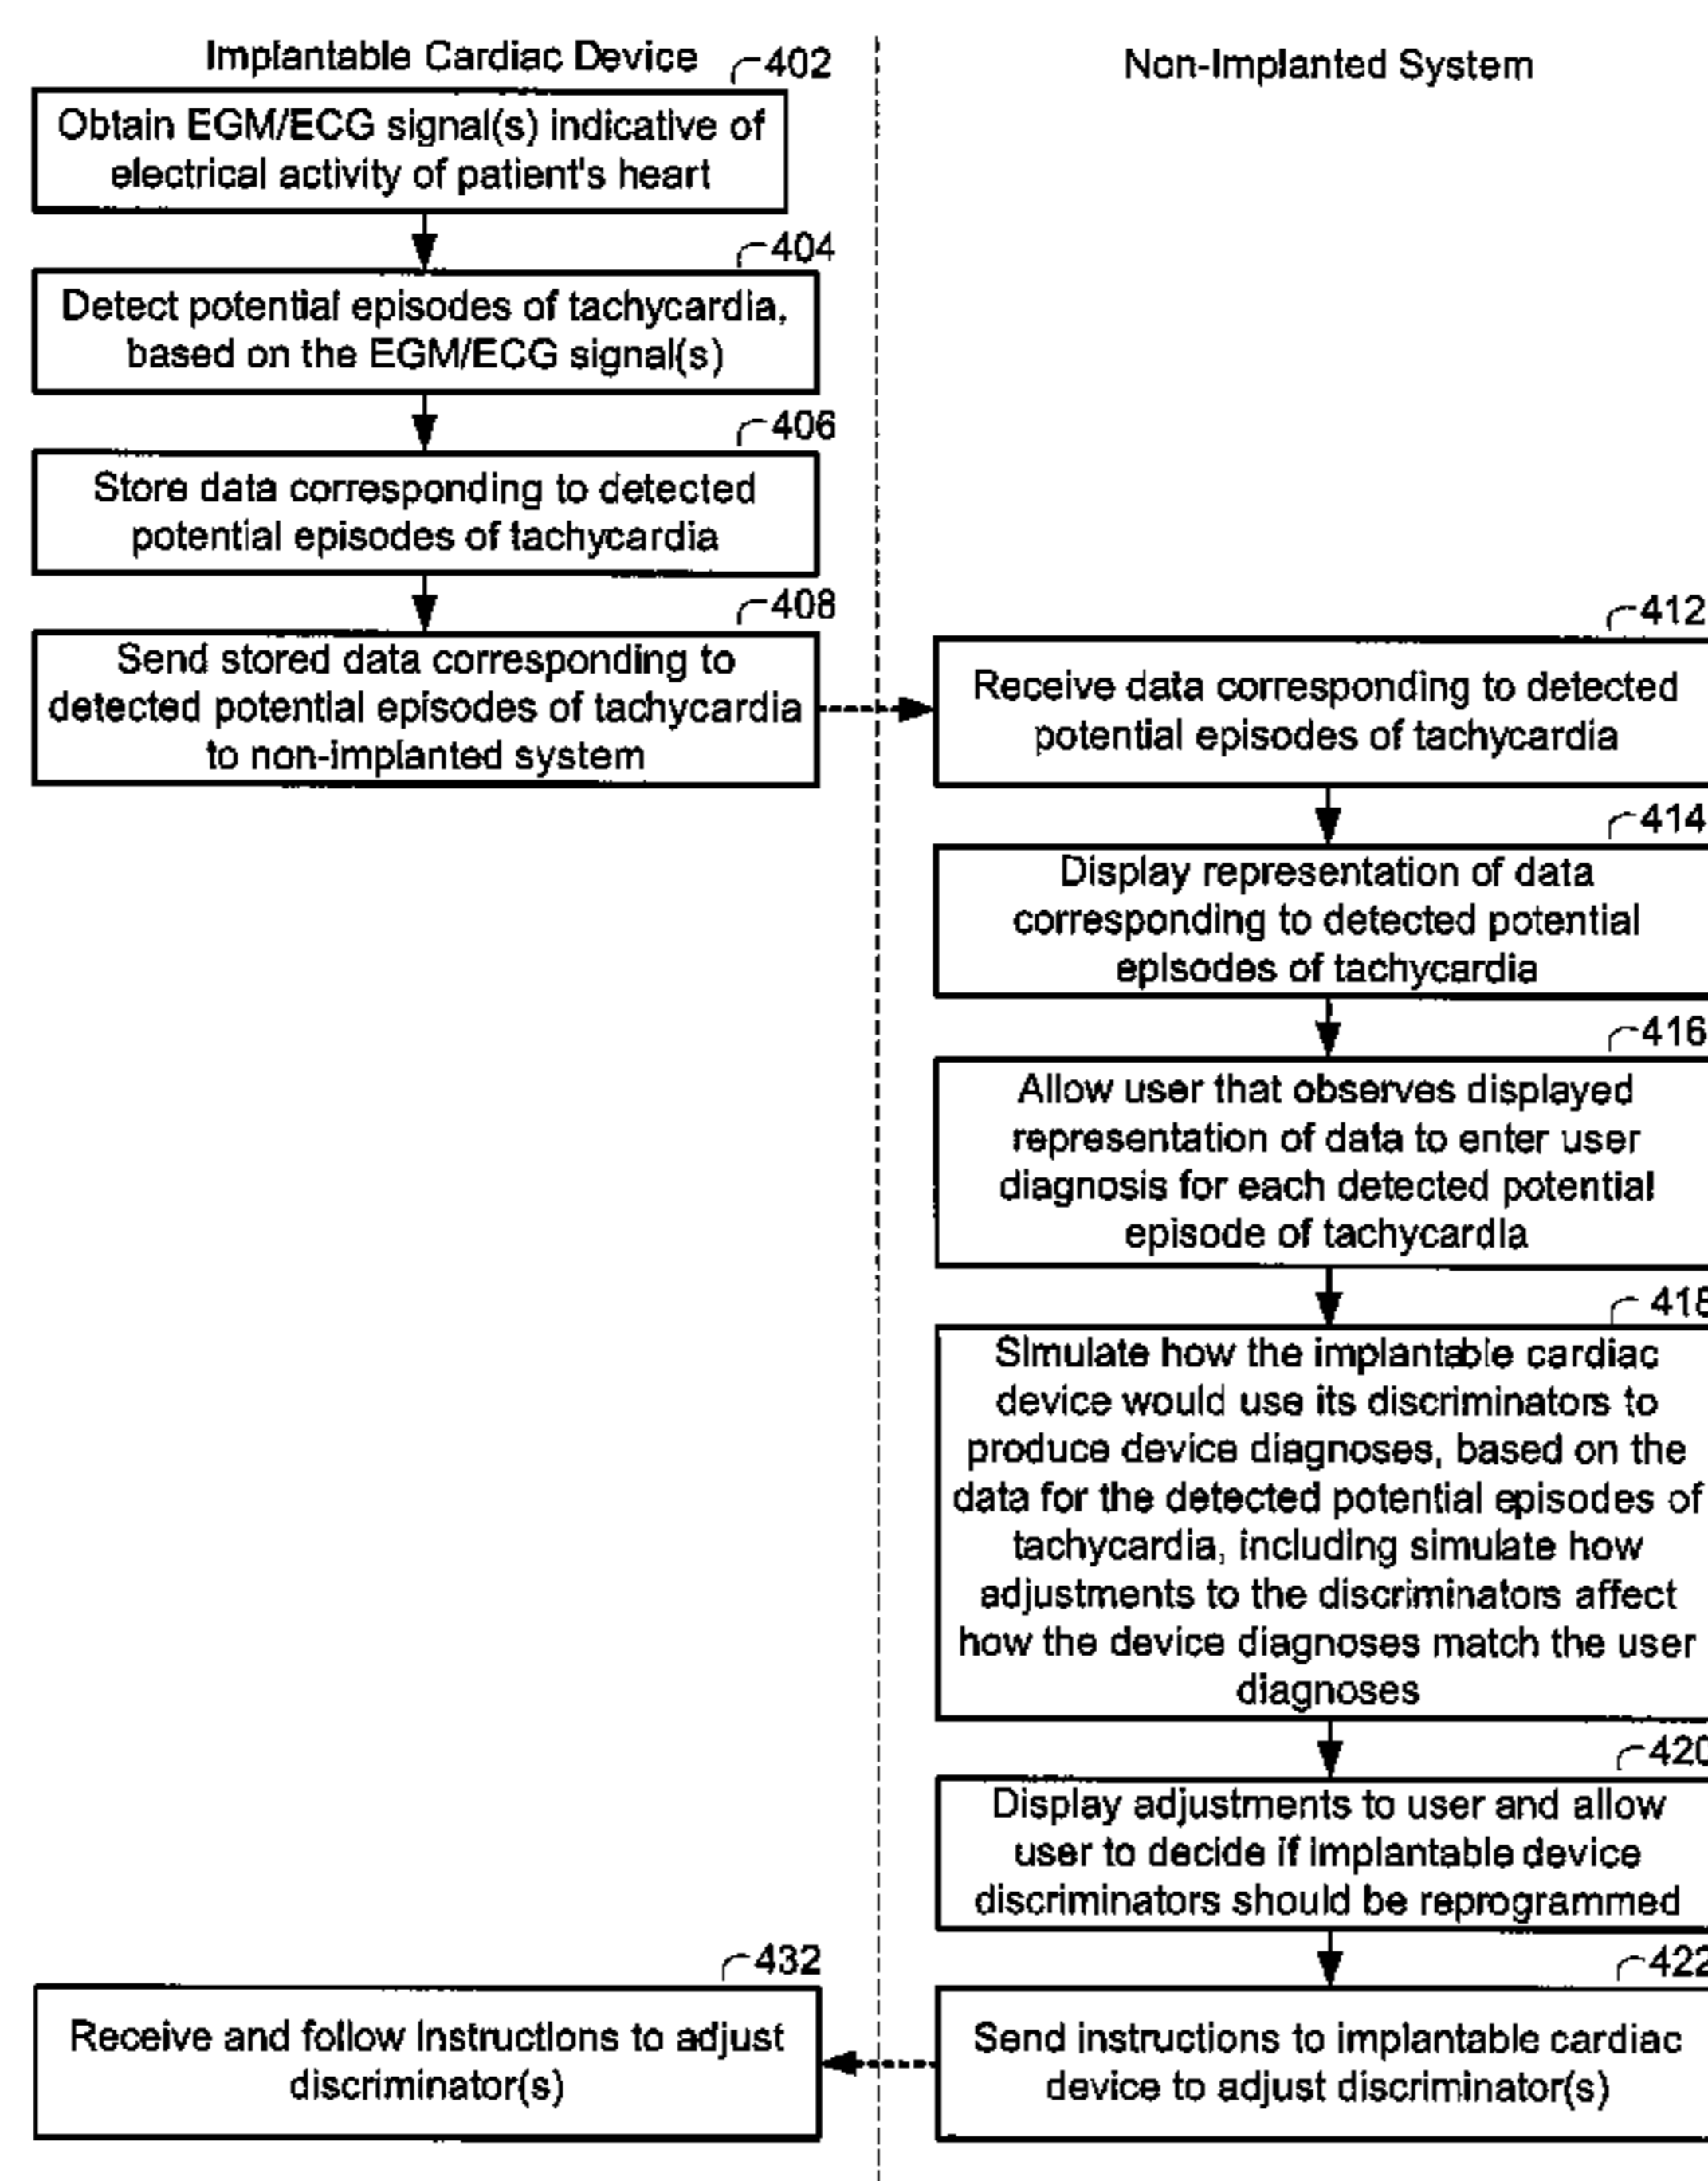 Implantable Cardiac Device
402
Obtain EGM/ECG signal(s) indicative of
electrical activity of patient's heart
404
Detect potential episodes of tachycardia,
based on the EGM/ECG signal(s)
406
Store data corresponding to detected
potential episodes of tachycardia
408
Send stored data corresponding to
detected potential episodes of tachycardia
to non-implanted system
Non-Implanted System
412
Receive data corresponding to detected
potential episodes of tachycardia
414
Display representation of data
corresponding to detected potential
episodes of tachycardia
416
Allow user that observes displayed
representation of data to enter user
diagnosis for each detected potential
episode of tachycardia
418
Simulate how the implantable cardiac
device would use its discriminators to
produce device diagnoses, based on the
data for the detected potential episodes of
tachycardia, including simulate how
adjustments to the discriminators affect
how the device diagnoses match the user
diagnoses
420
Display adjustments to user and allow
user to decide if implantable device
discriminators should be reprogrammed
422
Send instructions to implantable cardiac
device to adjust discriminator(s)
432
Receive and follow Instructions to adjust
discriminator(s)